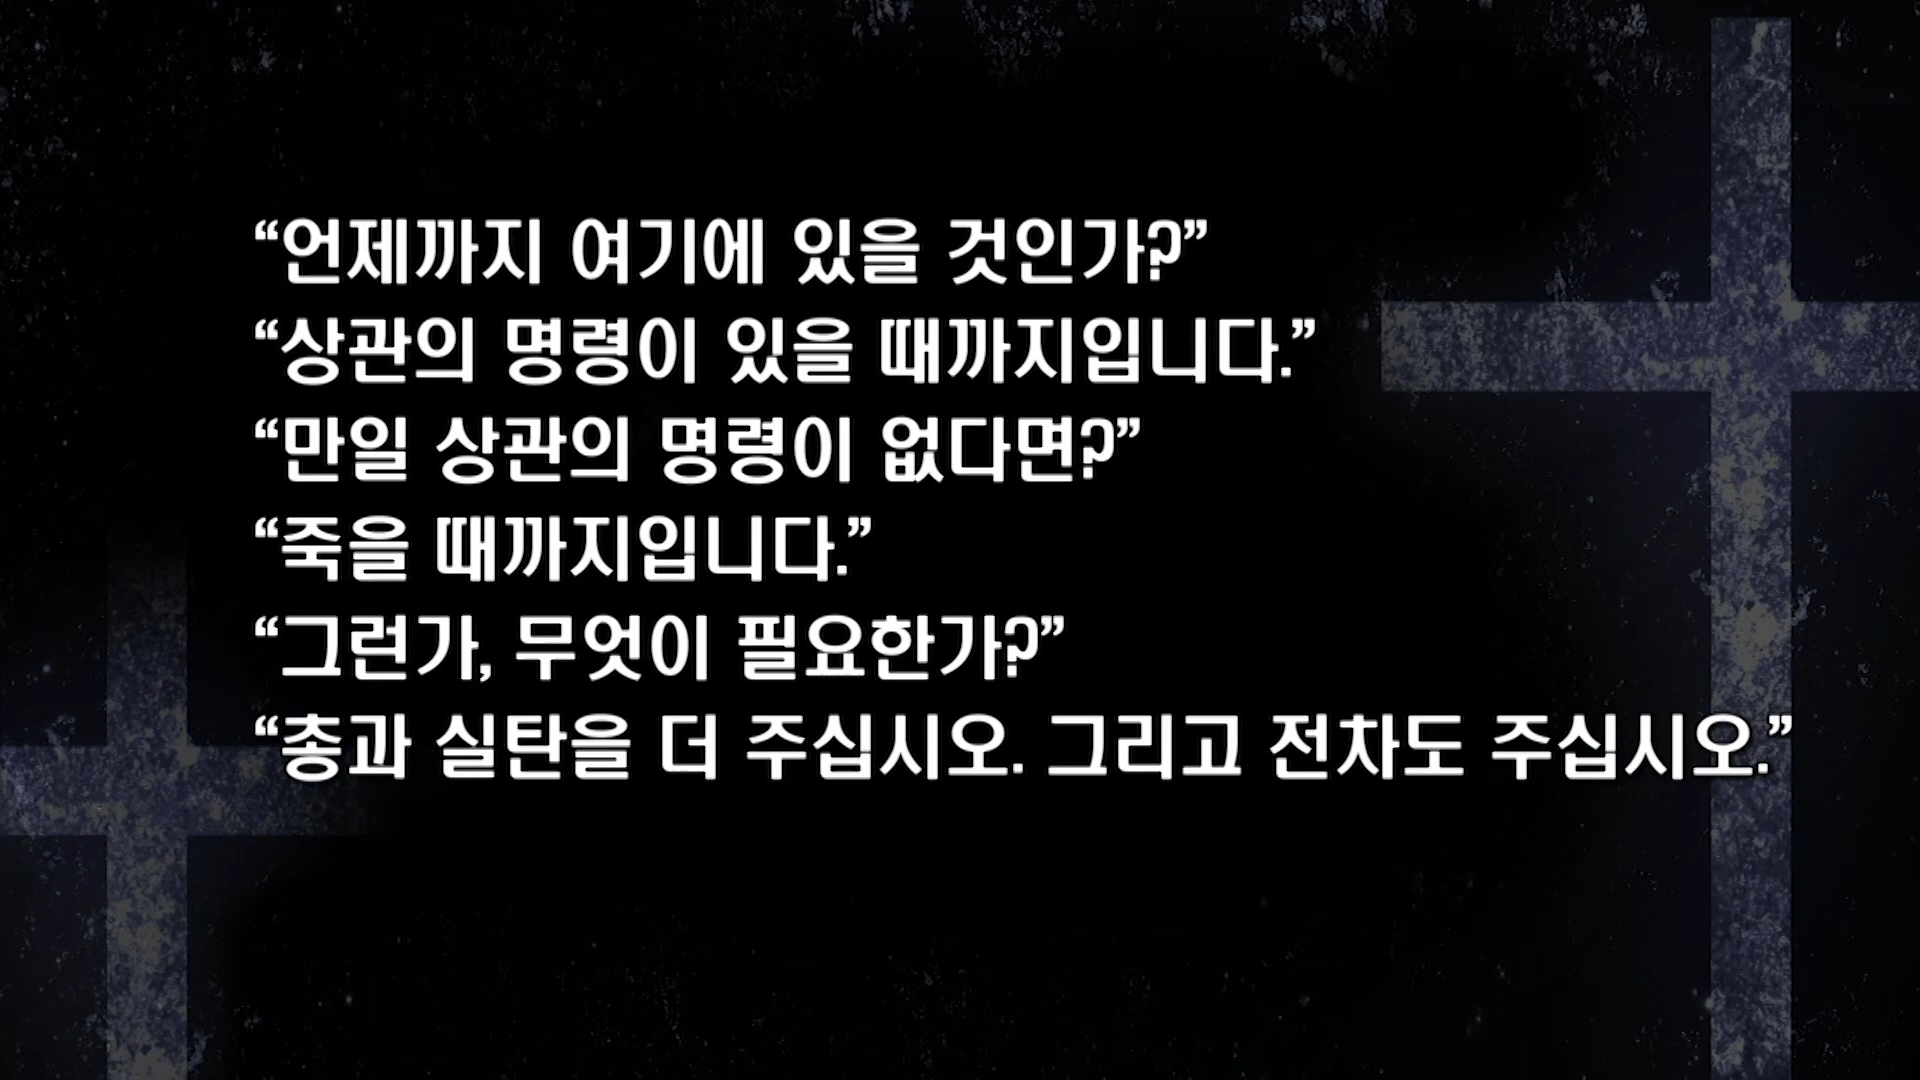 “언제까지 여기에 있을 것인가?”
“상관의 명령이 있을 때까지입니다.”
“만일 상관의 명령이 없다면?”
“죽을 때까지입니다.”
“그런가, 무엇이 필요한가?”
“총과 실탄을 더 주십시오. 그리고 전차도 주십시오.”